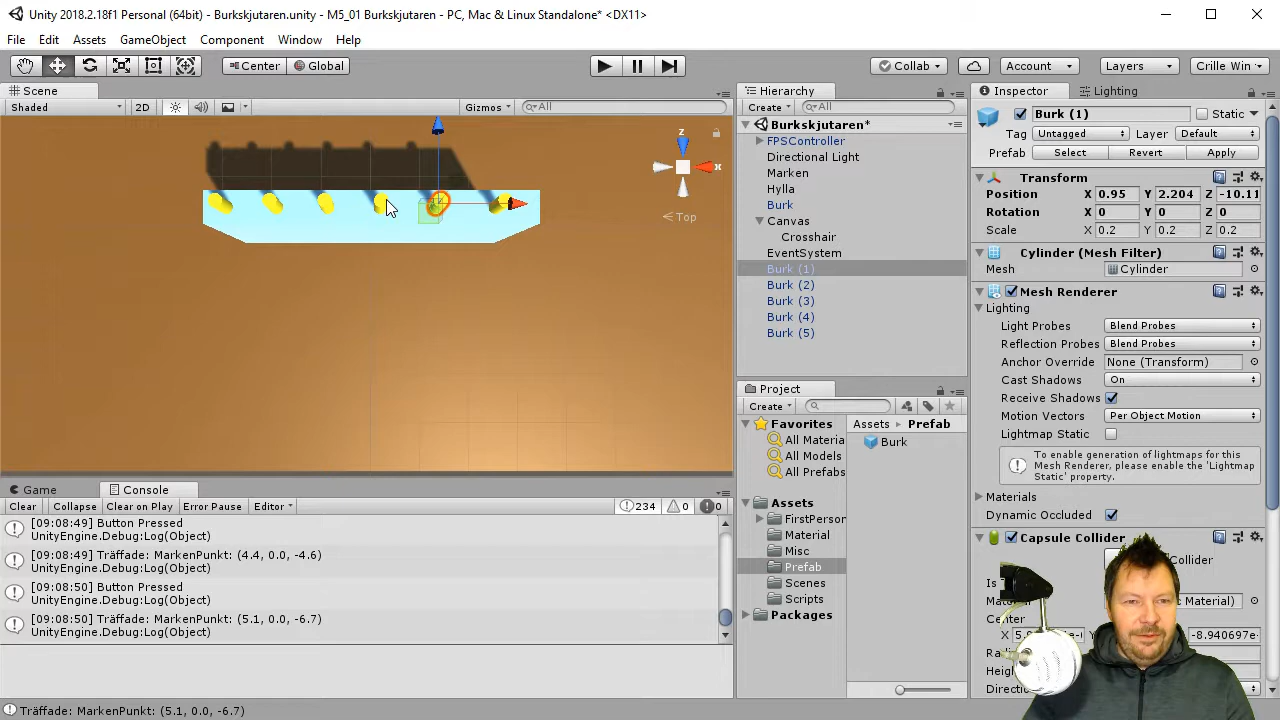 Unity 2018.2.18f1 Personal (64bit) - Burkskjutaren.unity - M5_01 Burkskjutaren - PC, Mac & Linux Standalone* <DX11>
File Edit Assets GameObject Component Window Help
Center Global Collab Account Layers Crille Win
Scene
Shaded 2D Gizmos All
z
x
Top
Hierarchy
Create All
Burkskjutaren*
FPSController
Directional Light
Marken
Hylla
Burk
Canvas
Crosshair
EventSystem
Burk (1)
Burk (2)
Burk (3)
Burk (4)
Burk (5)
Project
Create
Favorites
All Materia
All Models
All Prefabs
Assets
FirstPerson
Material
Misc
Prefab
Scenes
Scripts
Packages
Assets Prefab
Burk
Inspector Lighting
Burk (1) Static
Tag Untagged Layer Default
Prefab Select Revert Apply
Transform
Position X 0.95 Y 2.204 Z -10.11
Rotation X 0 Y 0 Z 0
Scale X 0.2 Y 0.2 Z 0.2
Cylinder (Mesh Filter)
Mesh Cylinder
Mesh Renderer
Lighting
Light Probes Blend Probes
Reflection Probes Blend Probes
Anchor Override None (Transform)
Cast Shadows On
Receive Shadows
Motion Vectors Per Object Motion
Lightmap Static
To enable generation of lightmaps for
this Mesh Renderer, please enable the 'Lightmap
Static' property.
Materials
Dynamic Occluded
Capsule Collider
Collider
Is
Material)
Center
X -8.940697e-
Height
Game Console
Clear Collapse Clear on Play Error Pause Editor 234 0 0
[09:08:49] Button Pressed
UnityEngine.Debug:Log(Object)
[09:08:49] Träffade: MarkenPunkt: (4.4, 0.0, -4.6)
UnityEngine.Debug:Log(Object)
[09:08:50] Button Pressed
UnityEngine.Debug:Log(Object)
[09:08:50] Träffade: MarkenPunkt: (5.1, 0.0, -6.7)
UnityEngine.Debug:Log(Object)
Träffade: MarkenPunkt: (5.1, 0.0, -6.7)